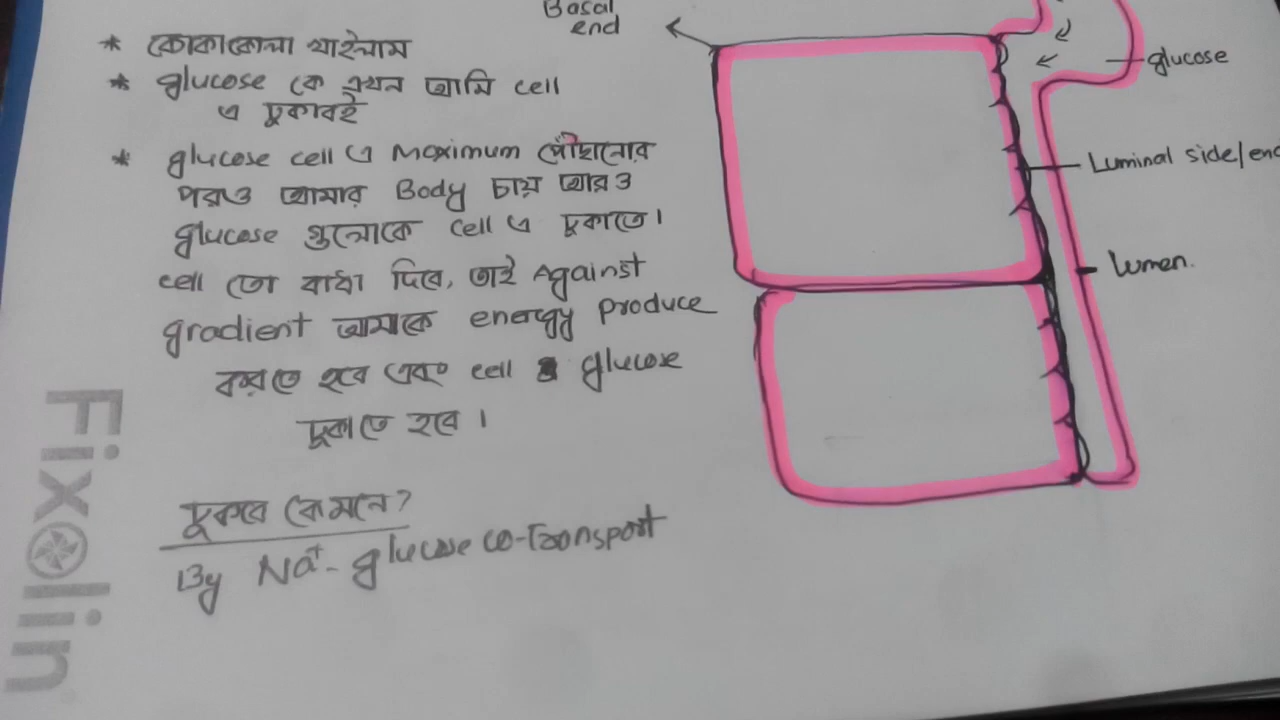 Basal
end
* কোকাকোলা খাইলাম
* glucose কে এখন আমি cell
এ ঢুকাবই
* glucose cell এ Maximum পৌঁছানোর
পরও আমার Body চায় আরও
glucose গুলোকে cell এ ঢুকাতে।
cell তো বাধা দিবে, তাই Against
gradient আমাকে energy produce
করতে হবে এবং cell এ glucose
ঢুকাতে হবে।
ঢুকবে কেমনে?
By Na+- glucose co-Transport
glucose
Luminal side/end
Lumen.
Fixolin